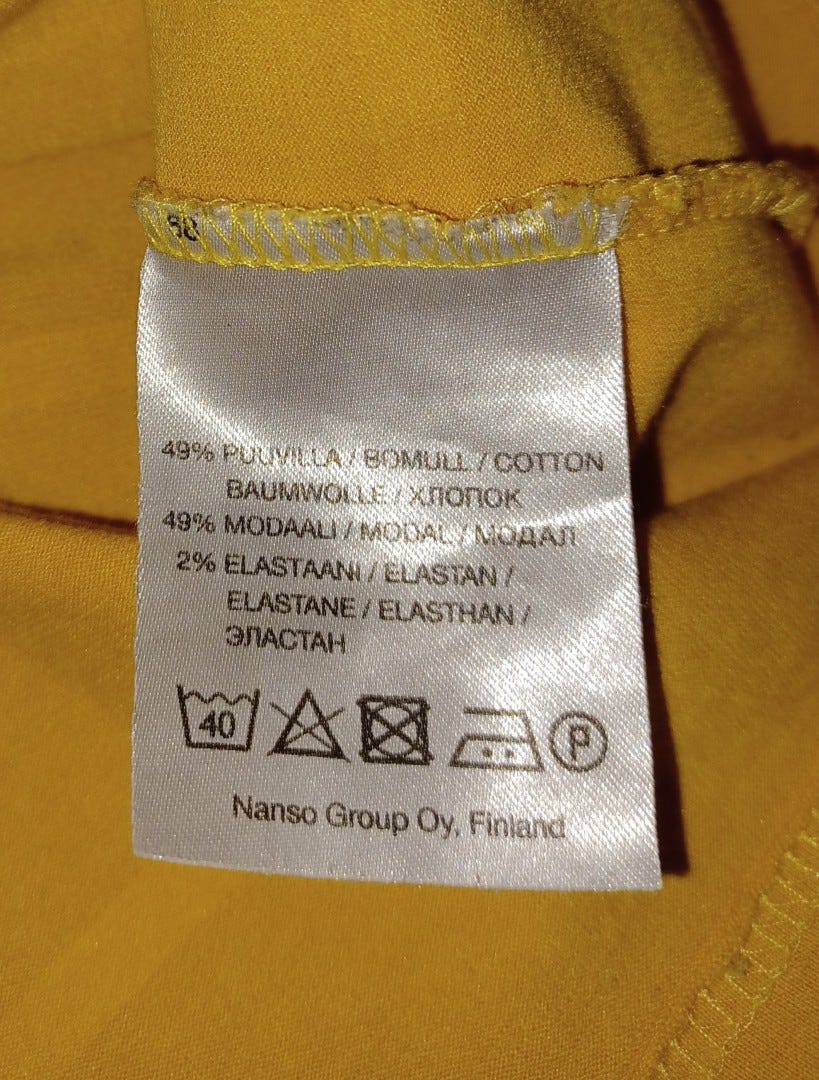 49% PUUVILLA / BOMULL / COTTON
BAUMWOLLE / ХЛОПОК
49% MODAALI / MODAL / МОДАЛ
2% ELASTAANI / ELASTAN /
ELASTANE / ELASTHAN /
ЭЛАСТАН
40 P
Nanso Group Oy, Finland